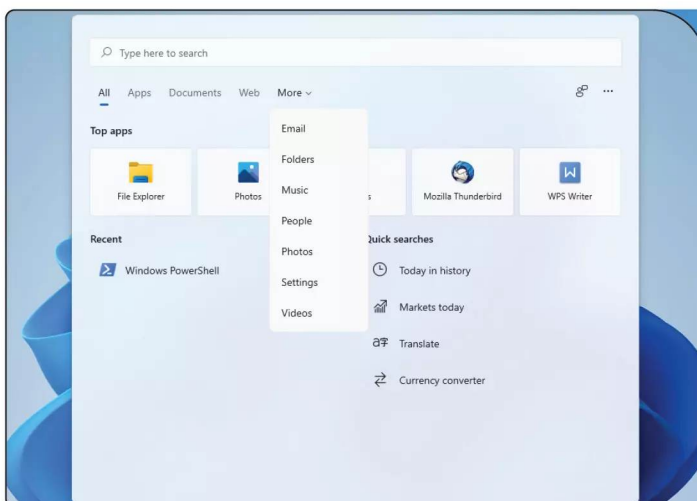 Type here to search
All Apps Documents Web More
Email
Folders
Music
People
Photos
Settings
Videos
Top apps
File Explorer Photos s Mozilla Thunderbird WPS Writer
Recent
Windows PowerShell
Quick searches
Today in history
Markets today
Translate
Currency converter